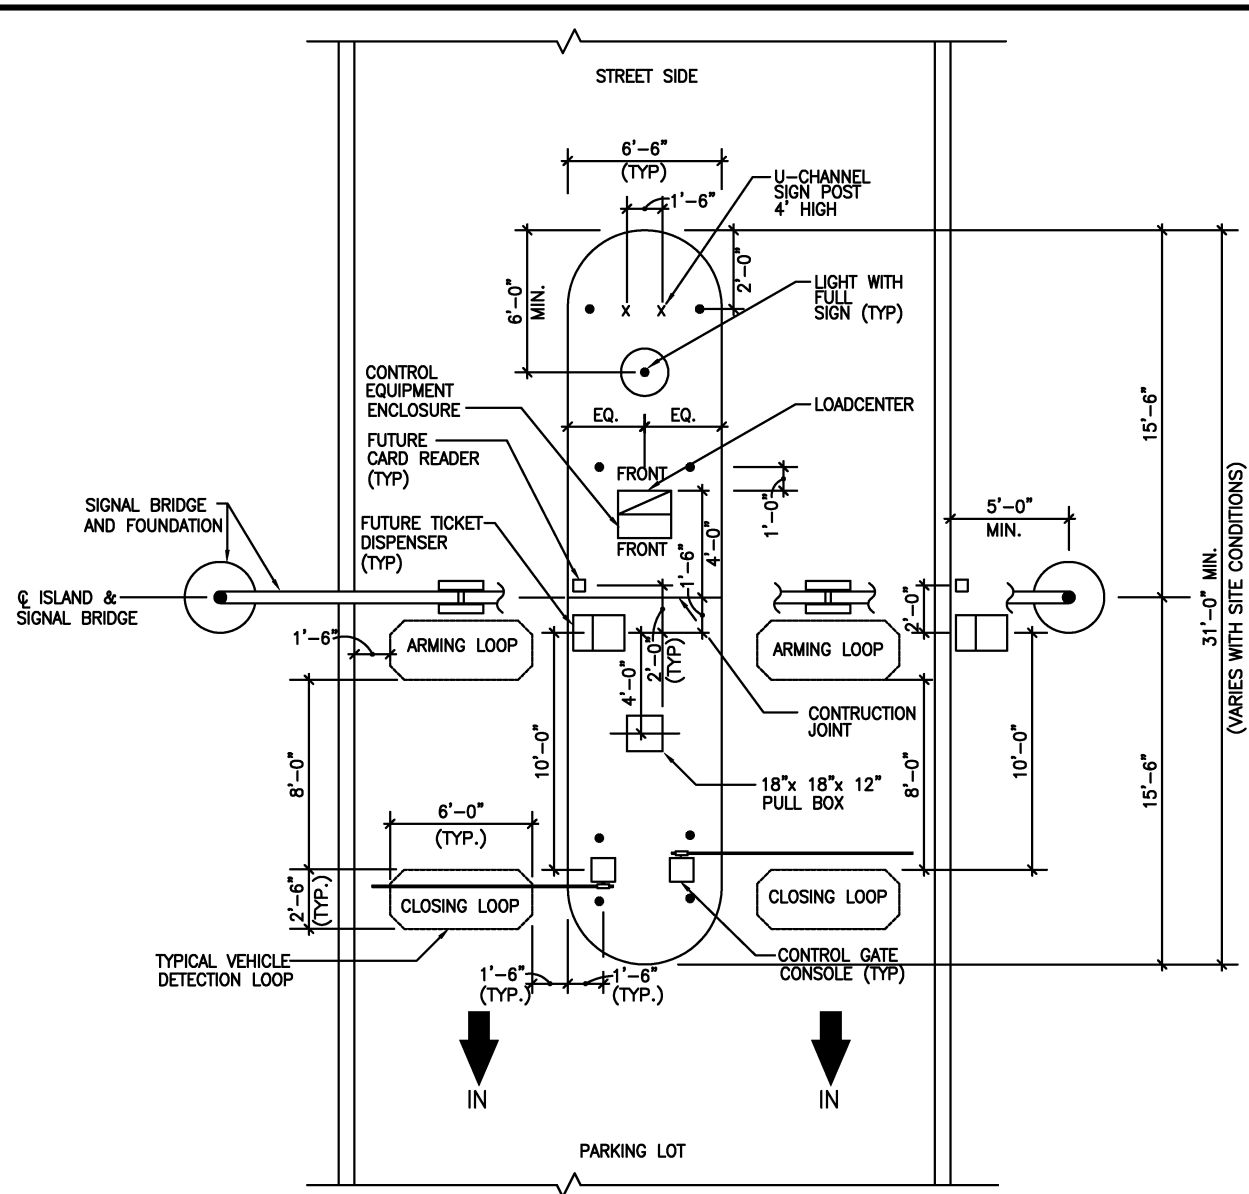 STREET SIDE
6'-6"
(TYP)
1'-6"
U-CHANNEL
SIGN POST
4' HIGH
6'-0"
MIN.
2'-0"
LIGHT WITH
FULL
SIGN (TYP)
CONTROL
EQUIPMENT
ENCLOSURE
EQ.
EQ.
LOADCENTER
15'-6"
FUTURE
CARD READER
(TYP)
FRONT
1'-0"
4'-0"
SIGNAL BRIDGE
AND FOUNDATION
FUTURE TICKET
DISPENSER
(TYP)
FRONT
1'-6"
5'-0"
MIN.
31'-0" MIN.
(VARIES WITH SITE CONDITIONS)
℄ ISLAND &
SIGNAL BRIDGE
2'-0"
1'-6"
ARMING LOOP
4'-0"
2'-0"
(TYP)
ARMING LOOP
CONTRUCTION
JOINT
8'-0"
10'-0"
8'-0"
10'-0"
15'-6"
18"x 18"x 12"
PULL BOX
6'-0"
(TYP.)
2'-6"
(TYP.)
CLOSING LOOP
CLOSING LOOP
TYPICAL VEHICLE
DETECTION LOOP
1'-6"
(TYP.)
1'-6"
(TYP.)
CONTROL GATE
CONSOLE (TYP)
IN
IN
PARKING LOT